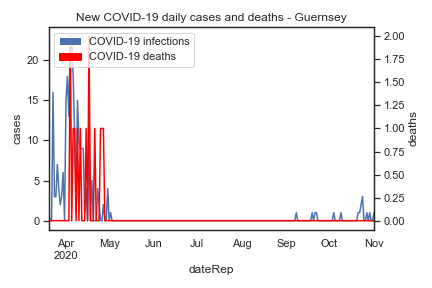 New COVID-19 daily cases and deaths - Guernsey
COVID-19 infections
COVID-19 deaths
20
15
10
5
0
cases
2.00
1.75
1.50
1.25
1.00
0.75
0.50
0.25
0.00
deaths
Apr May Jun Jul Aug Sep Oct Nov
2020
dateRep